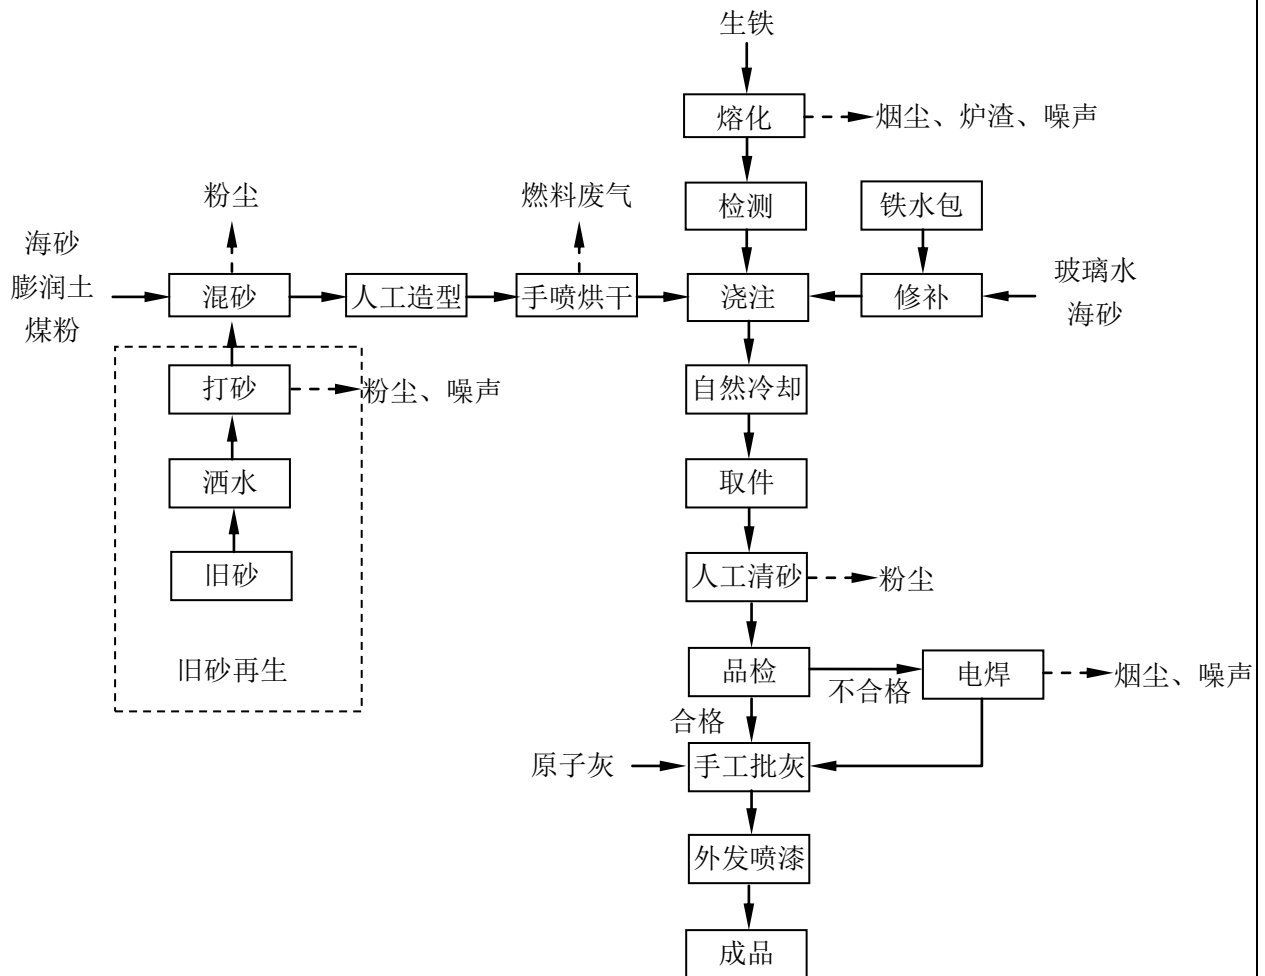 生铁
熔化
烟尘、炉渣、噪声
粉尘
燃料废气
检测
铁水包
海砂
膨润土
煤粉
混砂
人工造型
手喷烘干
浇注
修补
玻璃水
海砂
打砂
粉尘、噪声
自然冷却
洒水
取件
旧砂
人工清砂
粉尘
旧砂再生
品检
不合格
电焊
烟尘、噪声
合格
原子灰
手工批灰
外发喷漆
成品